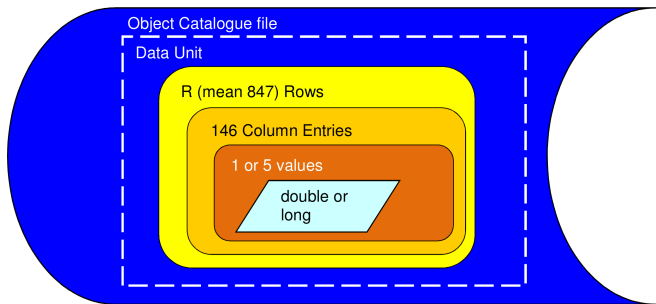 Object Catalogue file
Data Unit
R (mean 847) Rows
146 Column Entries
1 or 5 values
double or
long